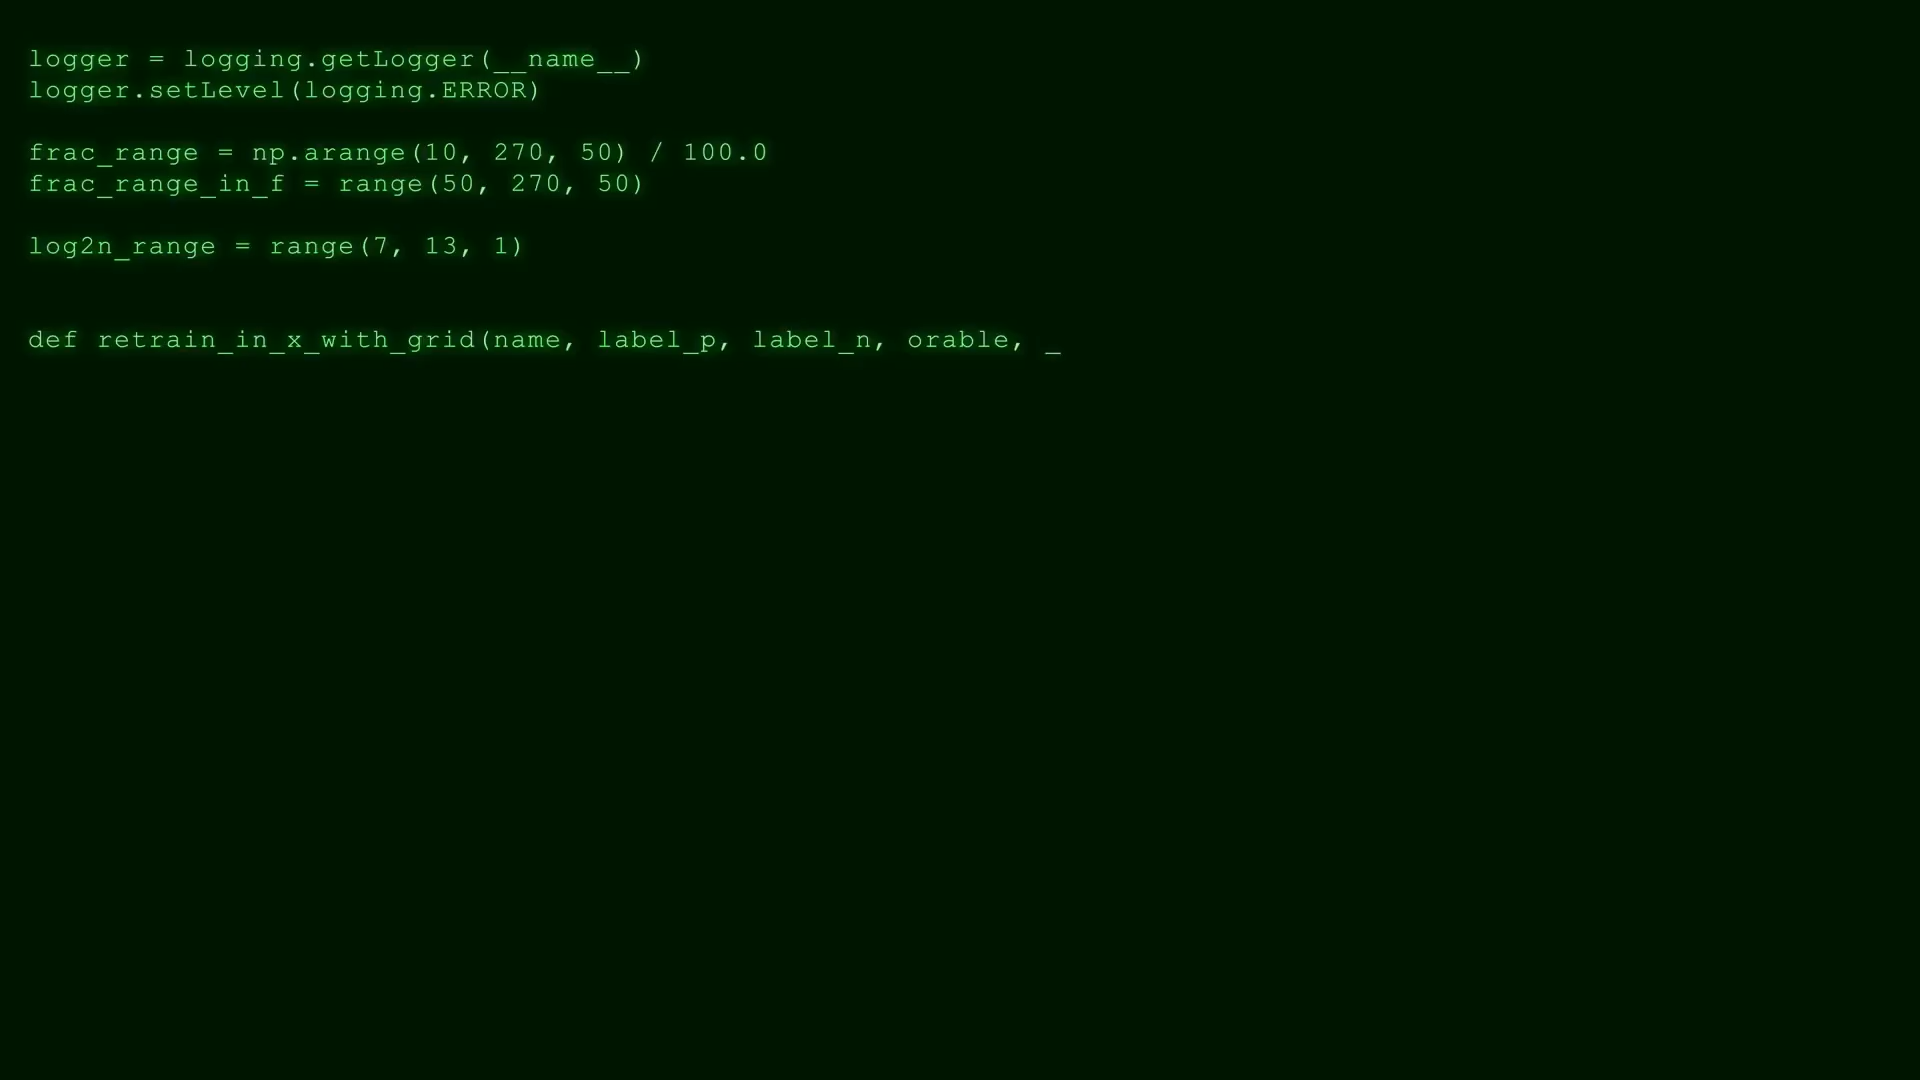 logger = logging.getLogger(__name__)
logger.setLevel(logging.ERROR)
frac_range = np.arange(10, 270, 50) / 100.0
frac_range_in_f = range(50, 270, 50)
log2n_range = range(7, 13, 1)
def retrain_in_x_with_grid(name, label_p, label_n, orable, _